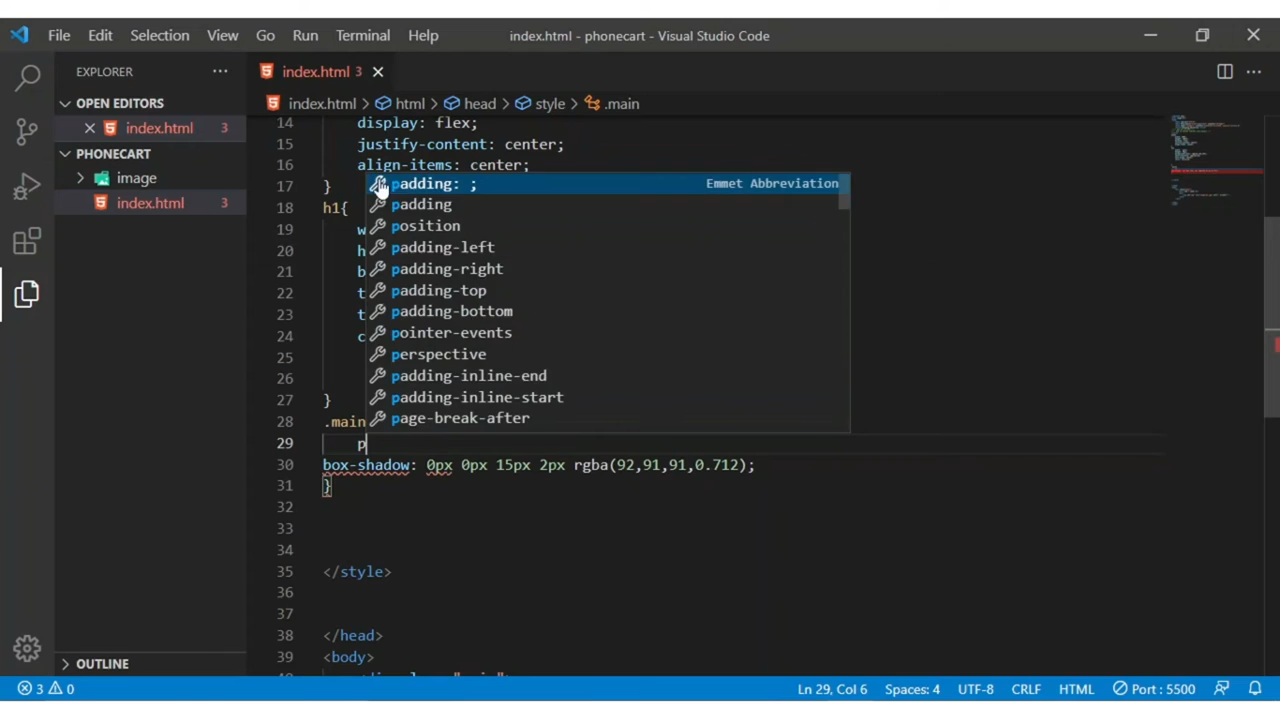 File Edit Selection View Go Run Terminal Help index.html - phonecart - Visual Studio Code
EXPLORER
index.html 3
OPEN EDITORS
index.html > html > head > style > .main
index.html 3
14 display: flex;
15 justify-content: center;
PHONECART
16 align-items: center;
image
17 }
padding: ; Emmet Abbreviation
index.html
18 h1{
padding
19 w
position
20 h
padding-left
21 b
padding-right
22 t
padding-top
23 t
padding-bottom
24 c
pointer-events
25
perspective
26
padding-inline-end
27 }
padding-inline-start
28 .main
page-break-after
29 p
30 box-shadow: 0px 0px 15px 2px rgba(92,91,91,0.712);
31 }
32
33
34
35 </style>
36
37
38 </head>
39 <body>
OUTLINE
3 0 Ln 29, Col 6 Spaces: 4 UTF-8 CRLF HTML Port : 5500